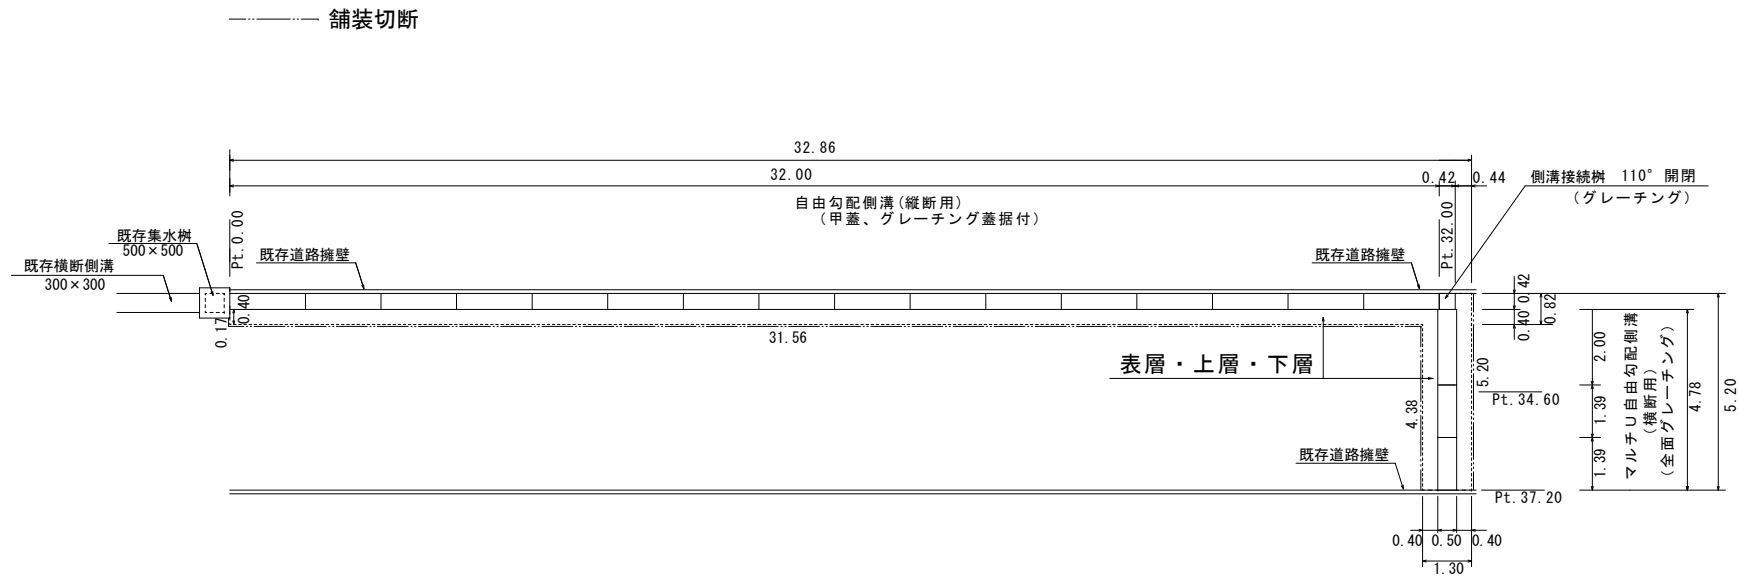 舗装切断
32.86
32.00
0.42
0.44
側溝接続桝 110°開閉
(グレーチング)
自由勾配側溝(縦断用)
(甲蓋、グレーチング蓋据付)
Pt.0.00
Pt.32.00
既存集水桝
500×500
既存道路擁壁
既存道路擁壁
既存横断側溝
300×300
0.40
0.17
31.56
0.42
0.40
0.82
表層・上層・下層
5.20
4.38
Pt.34.60
2.00
1.39
1.39
マルチU自由勾配側溝
(横断用)
(全面グレーチング)
4.78
5.20
既存道路擁壁
Pt.37.20
0.40
0.50
0.40
1.30